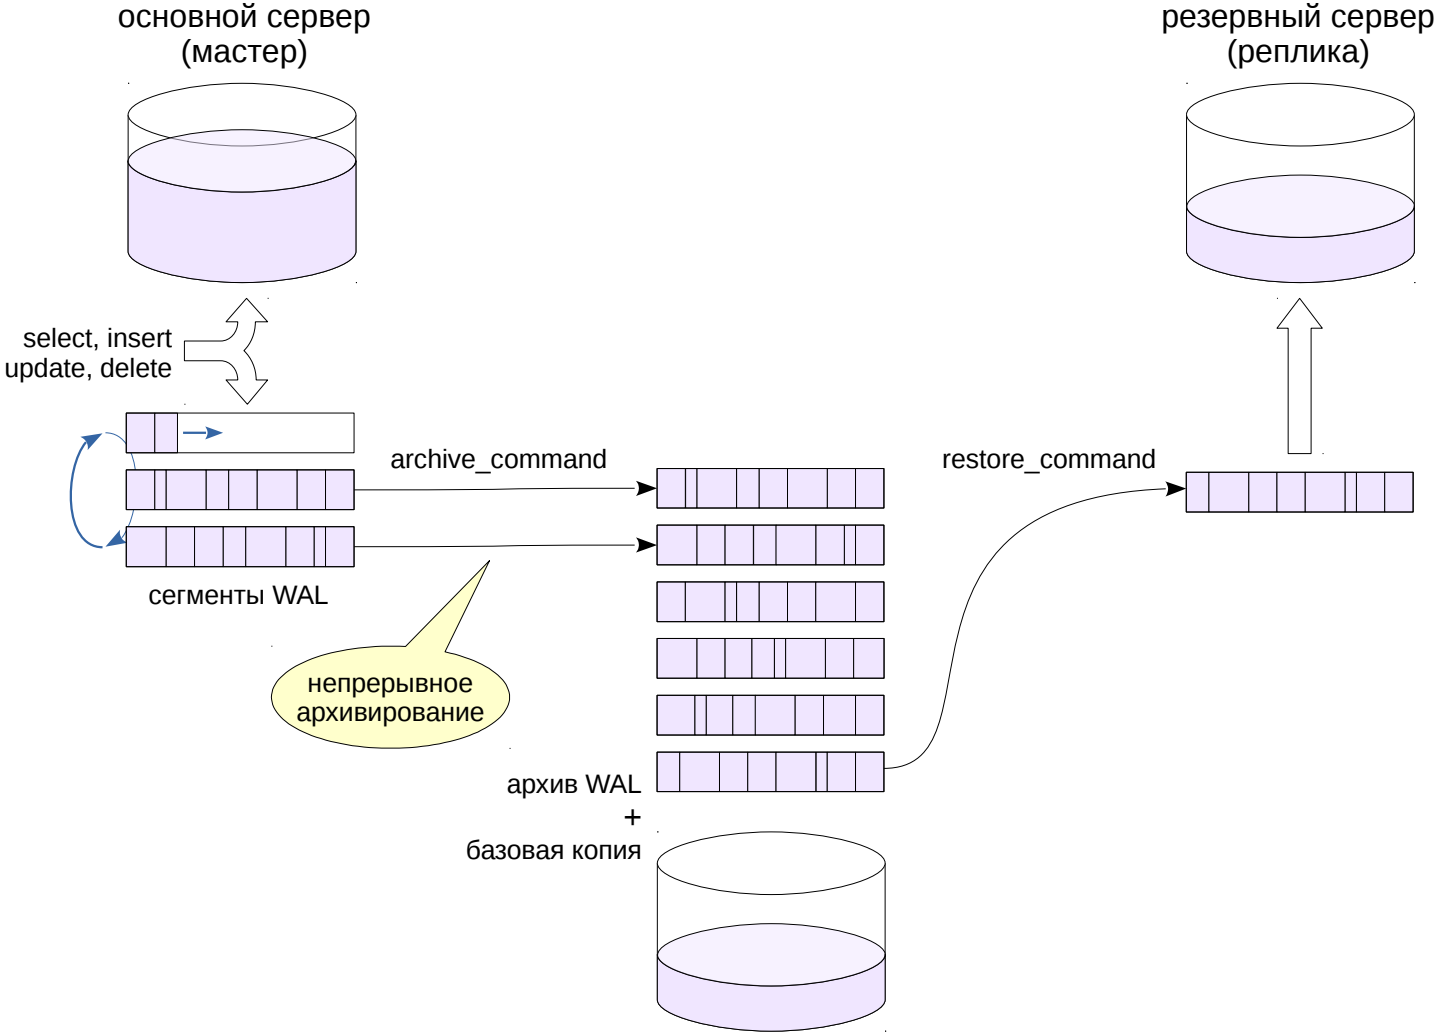 основной сервер
(мастер)
резервный сервер
(реплика)
select, insert
update, delete
archive_command
restore_command
сегменты WAL
непрерывное
архивирование
архив WAL
+
базовая копия